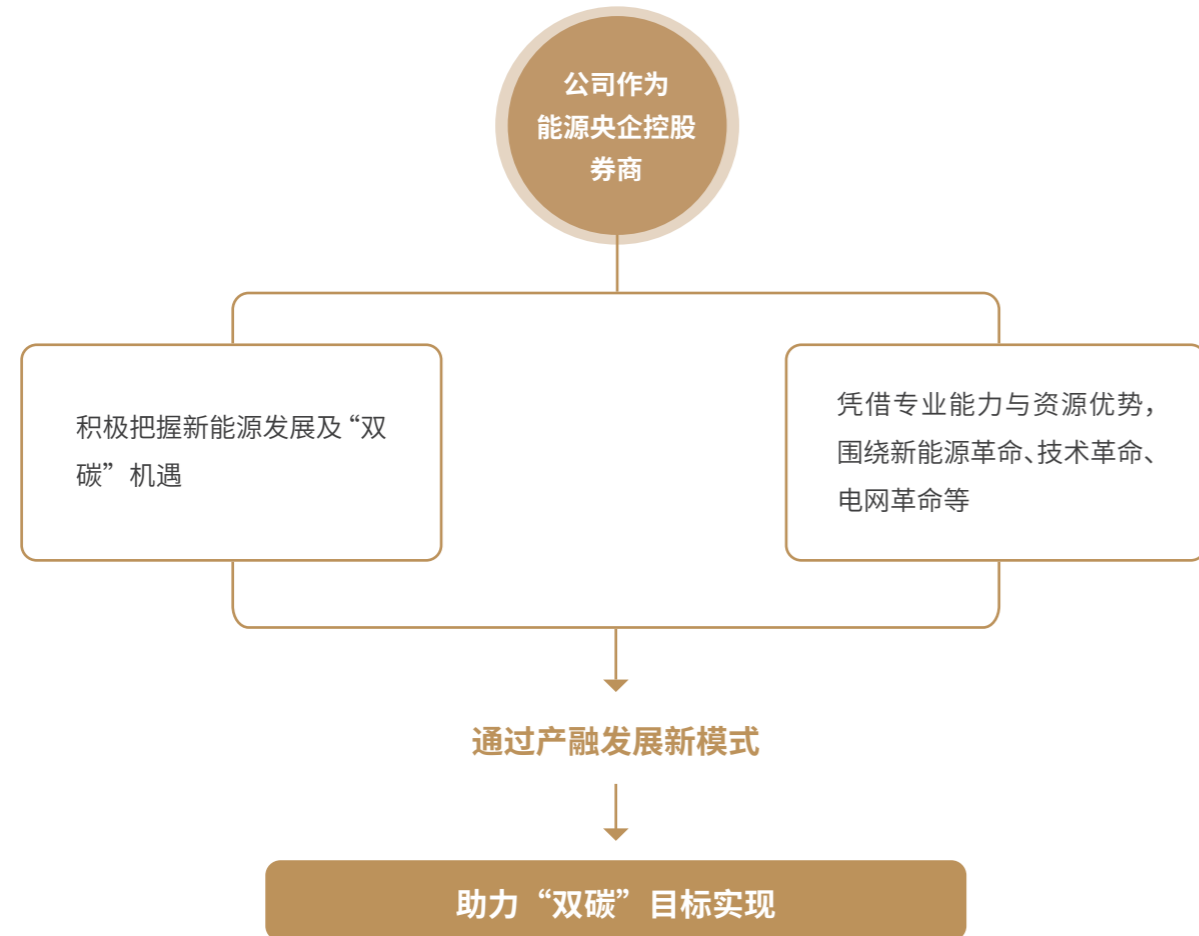 公司作为
能源央企控股
券商
积极把握新能源发展及“双
碳”机遇
凭借专业能力与资源优势，
围绕新能源革命、技术革命、
电网革命等
通过产融发展新模式
助力“双碳”目标实现